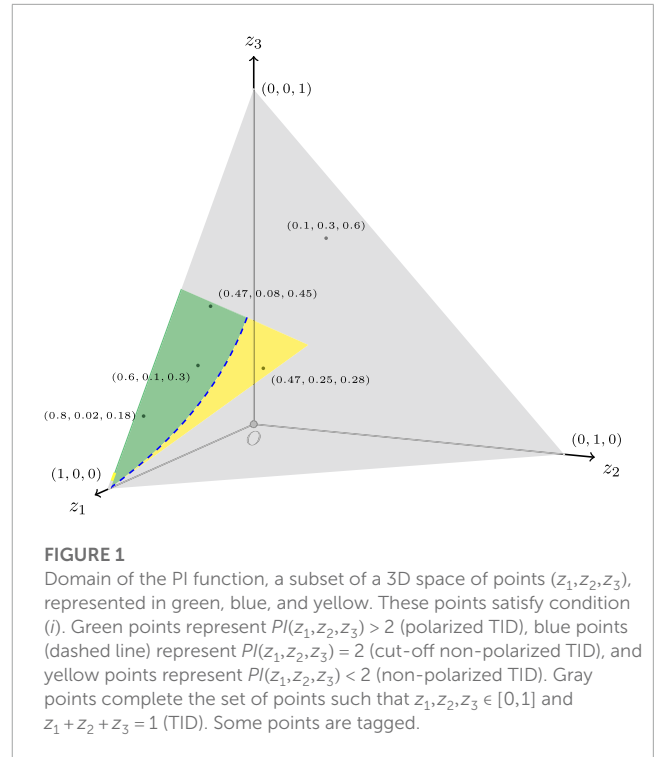 z3
(0, 0, 1)
(0.1, 0.3, 0.6)
(0.47, 0.08, 0.45)
(0.6, 0.1, 0.3)
(0.47, 0.25, 0.28)
(0.8, 0.02, 0.18)
O
(0, 1, 0)
z2
(1, 0, 0)
z1
FIGURE 1
Domain of the PI function, a subset of a 3D space of points (z1,z2,z3),
represented in green, blue, and yellow. These points satisfy condition
(i). Green points represent PI(z1,z2,z3) > 2 (polarized TID), blue points
(dashed line) represent PI(z1,z2,z3) = 2 (cut-off non-polarized TID), and
yellow points represent PI(z1,z2,z3) < 2 (non-polarized TID). Gray
points complete the set of points such that z1,z2,z3 ∈ [0,1] and
z1 + z2 + z3 = 1 (TID). Some points are tagged.